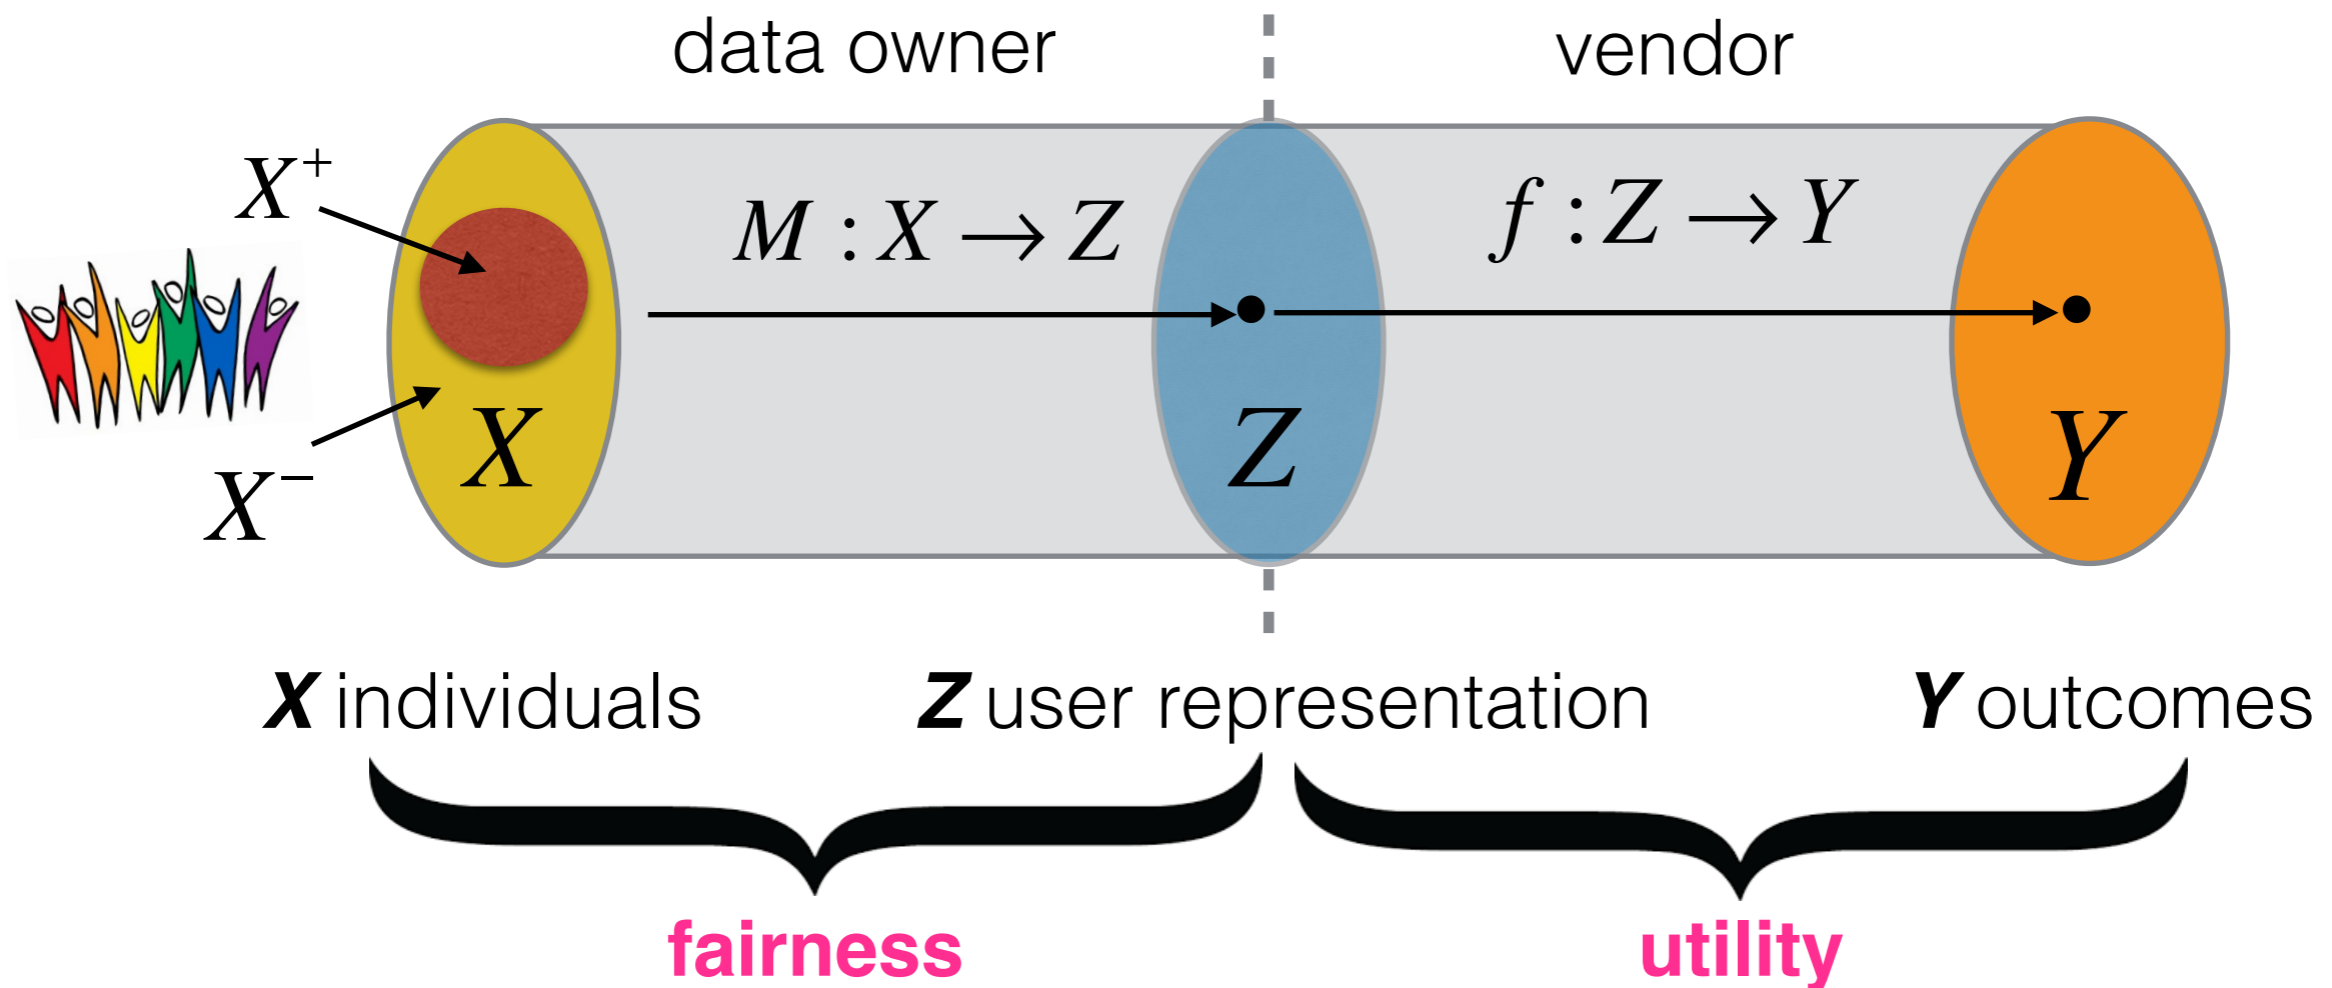 data owner
vendor
X⁺
M : X → Z
f : Z → Y
X
Z
Y
X⁻
X individuals
Z user representation
Y outcomes
fairness
utility